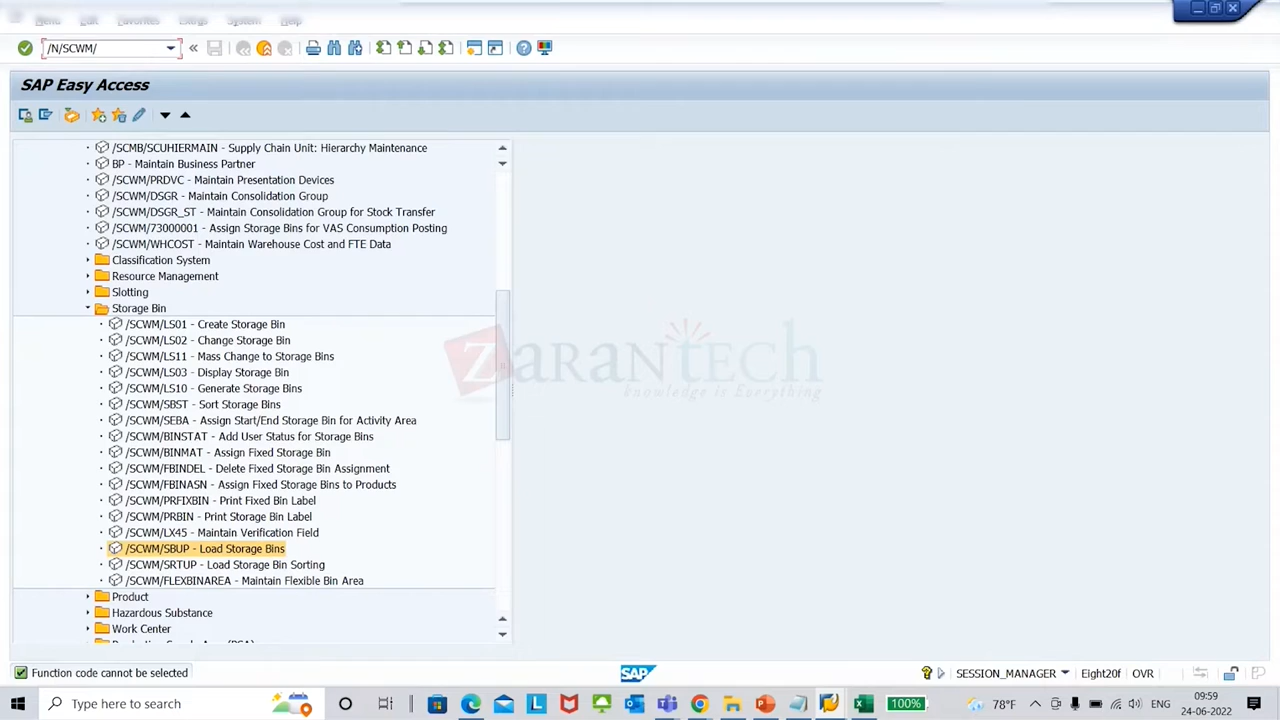 Menu Edit Favorites Extras System Help
/N/SCWM/
SAP Easy Access
/SCMB/SCUHIERMAIN - Supply Chain Unit: Hierarchy Maintenance
BP - Maintain Business Partner
/SCWM/PRDVC - Maintain Presentation Devices
/SCWM/DSGR - Maintain Consolidation Group
/SCWM/DSGR_ST - Maintain Consolidation Group for Stock Transfer
/SCWM/73000001 - Assign Storage Bins for VAS Consumption Posting
/SCWM/WHCOST - Maintain Warehouse Cost and FTE Data
Classification System
Resource Management
Slotting
Storage Bin
/SCWM/LS01 - Create Storage Bin
/SCWM/LS02 - Change Storage Bin
/SCWM/LS11 - Mass Change to Storage Bins
/SCWM/LS03 - Display Storage Bin
/SCWM/LS10 - Generate Storage Bins
/SCWM/SBST - Sort Storage Bins
/SCWM/SEBA - Assign Start/End Storage Bin for Activity Area
/SCWM/BINSTAT - Add User Status for Storage Bins
/SCWM/BINMAT - Assign Fixed Storage Bin
/SCWM/FBINDEL - Delete Fixed Storage Bin Assignment
/SCWM/FBINASN - Assign Fixed Storage Bins to Products
/SCWM/PRFIXBIN - Print Fixed Bin Label
/SCWM/PRBIN - Print Storage Bin Label
/SCWM/LX45 - Maintain Verification Field
/SCWM/SBUP - Load Storage Bins
/SCWM/SRTUP - Load Storage Bin Sorting
/SCWM/FLEXBINAREA - Maintain Flexible Bin Area
Product
Hazardous Substance
Work Center
ZARANTECH
Knowledge is Everything
Function code cannot be selected
SAP
SESSION_MANAGER Eight20f OVR
Type here to search
100%
78°F
ENG
09:59
24-06-2022